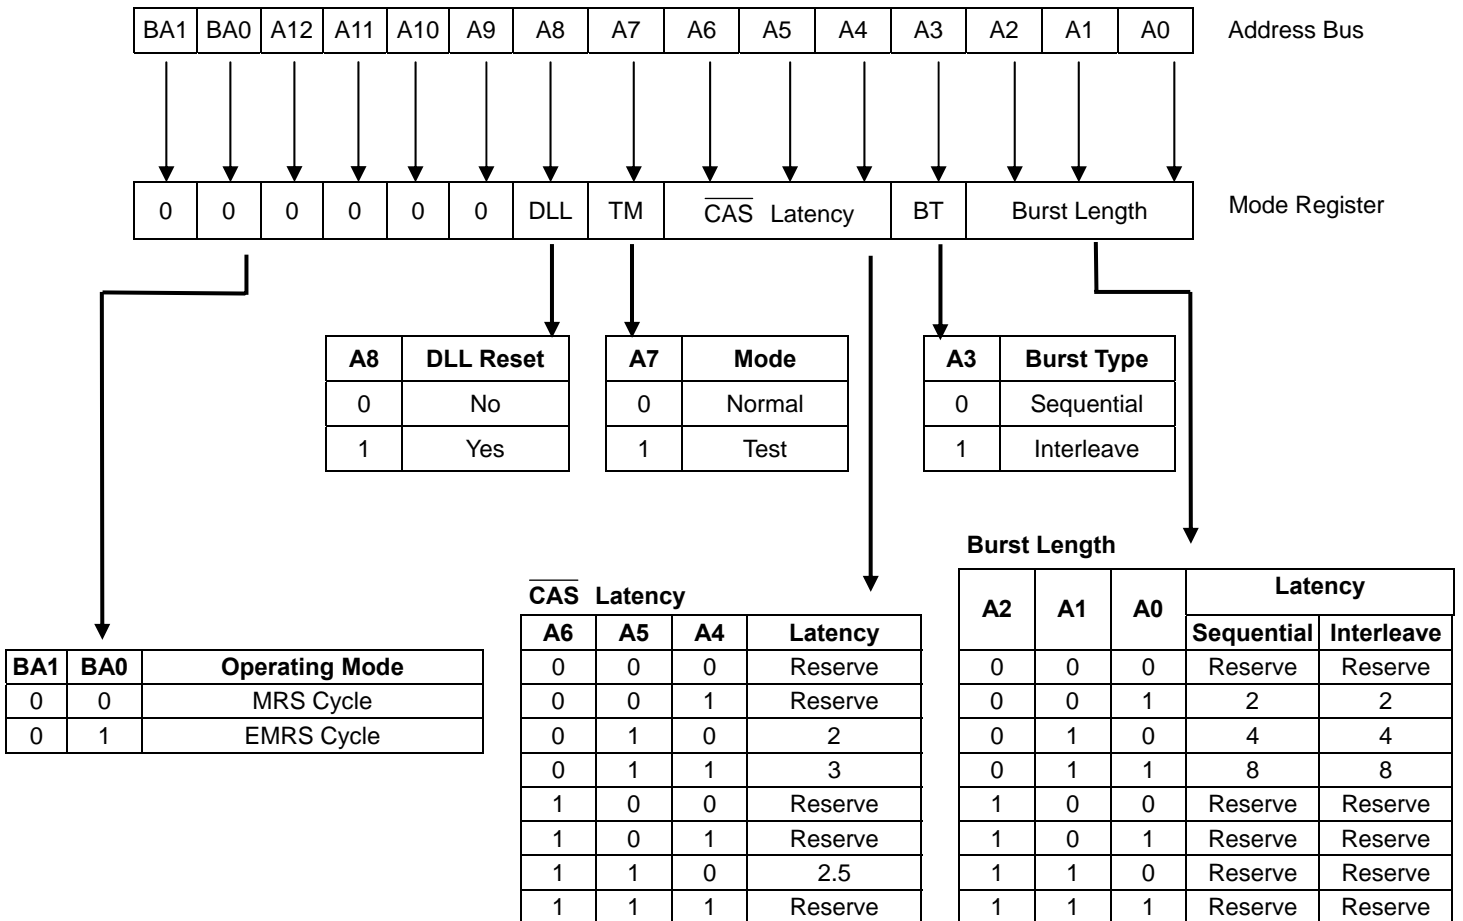 BA1 BA0 A12 A11 A10 A9 A8 A7 A6 A5 A4 A3 A2 A1 A0 Address Bus
0 0 0 0 0 0 DLL TM CAS Latency BT Burst Length Mode Register
A8 DLL Reset
0 No
1 Yes
A7 Mode
0 Normal
1 Test
A3 Burst Type
0 Sequential
1 Interleave
BA1 BA0 Operating Mode
0 0 MRS Cycle
0 1 EMRS Cycle
CAS Latency
A6 A5 A4 Latency
0 0 0 Reserve
0 0 1 Reserve
0 1 0 2
0 1 1 3
1 0 0 Reserve
1 0 1 Reserve
1 1 0 2.5
1 1 1 Reserve
Burst Length
A2 A1 A0 Latency
Sequential Interleave
0 0 0 Reserve Reserve
0 0 1 2 2
0 1 0 4 4
0 1 1 8 8
1 0 0 Reserve Reserve
1 0 1 Reserve Reserve
1 1 0 Reserve Reserve
1 1 1 Reserve Reserve